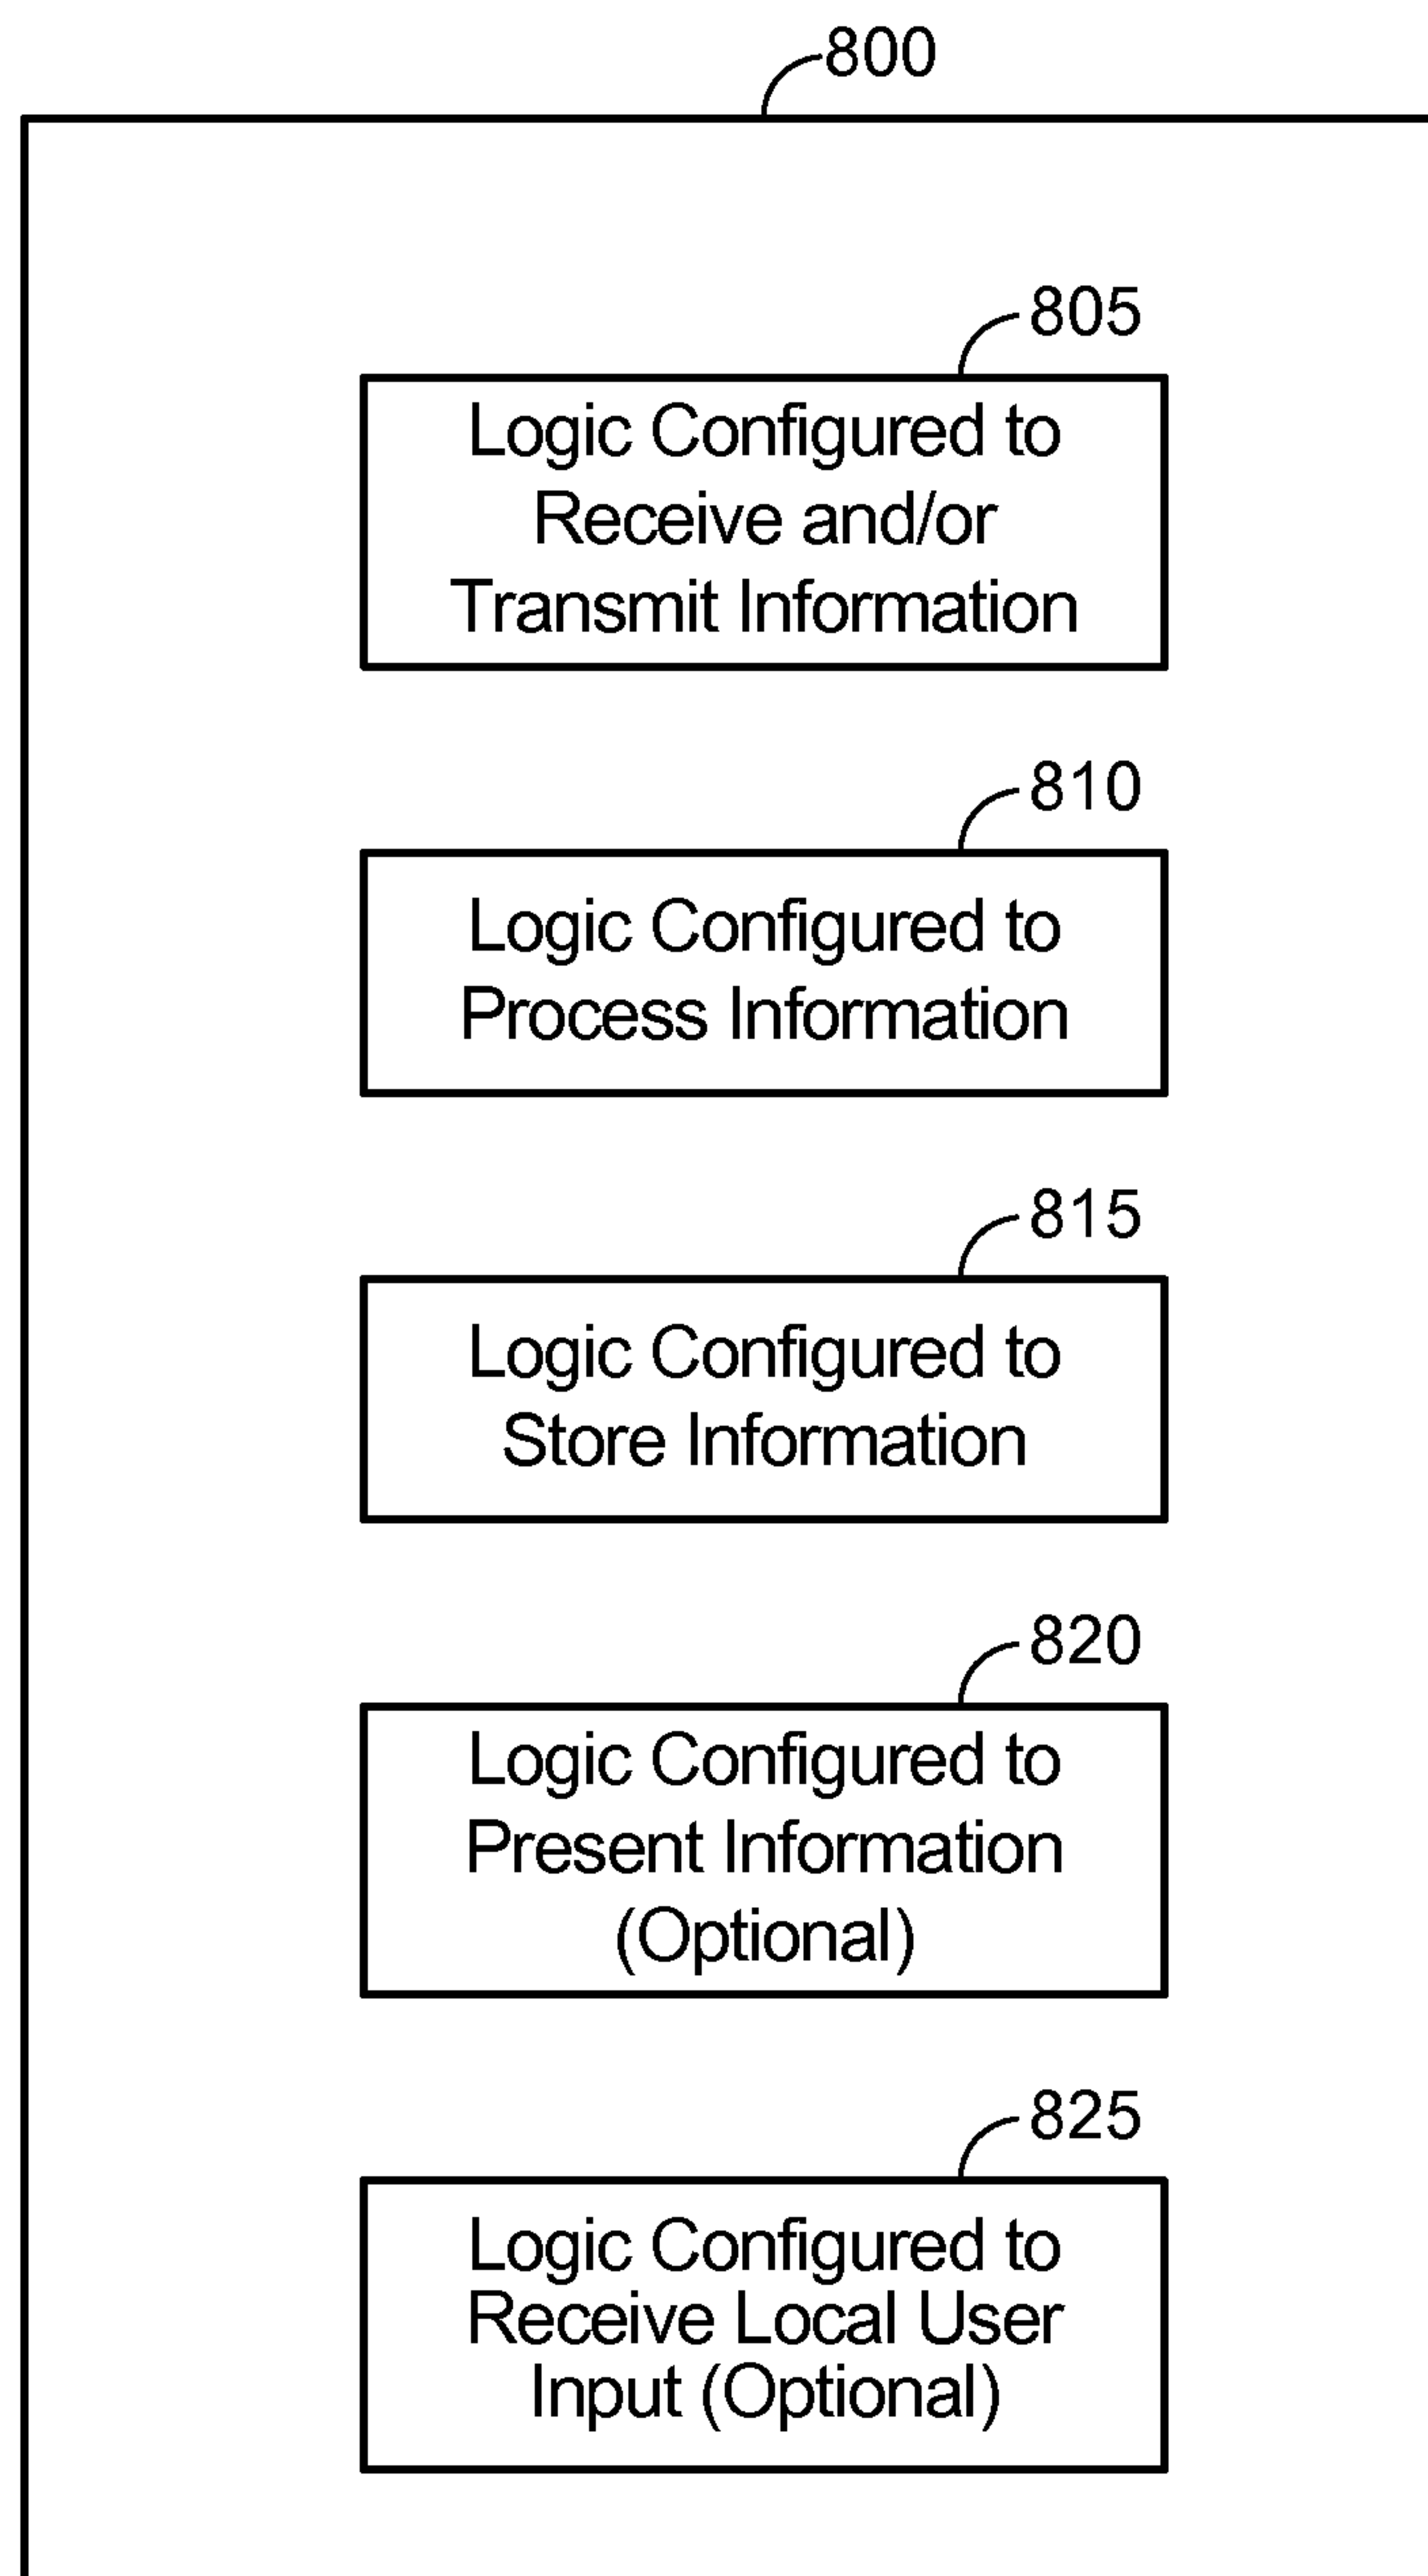 800
805
Logic Configured to
Receive and/or
Transmit Information
810
Logic Configured to
Process Information
815
Logic Configured to
Store Information
820
Logic Configured to
Present Information
(Optional)
825
Logic Configured to
Receive Local User
Input (Optional)